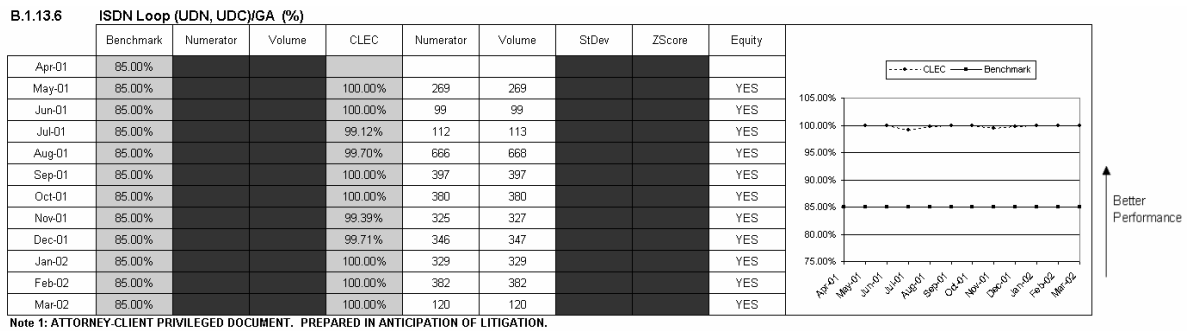 B.1.13.6 ISDN Loop (UDN, UDC)/GA (%)
Benchmark Numerator Volume CLEC Numerator Volume StDev ZScore Equity
Apr-01 85.00%
May-01 85.00% 100.00% 269 269 YES
Jun-01 85.00% 100.00% 99 99 YES
Jul-01 85.00% 99.12% 112 113 YES
Aug-01 85.00% 99.70% 666 668 YES
Sep-01 85.00% 100.00% 397 397 YES
Oct-01 85.00% 100.00% 380 380 YES
Nov-01 85.00% 99.39% 325 327 YES
Dec-01 85.00% 99.71% 346 347 YES
Jan-02 85.00% 100.00% 329 329 YES
Feb-02 85.00% 100.00% 382 382 YES
Mar-02 85.00% 100.00% 120 120 YES
Note 1: ATTORNEY-CLIENT PRIVILEGED DOCUMENT. PREPARED IN ANTICIPATION OF LITIGATION.
CLEC Benchmark
105.00%
100.00%
95.00%
90.00%
85.00%
80.00%
75.00%
Apr-01 May-01 Jun-01 Jul-01 Aug-01 Sep-01 Oct-01 Nov-01 Dec-01 Jan-02 Feb-02 Mar-02
Better
Performance